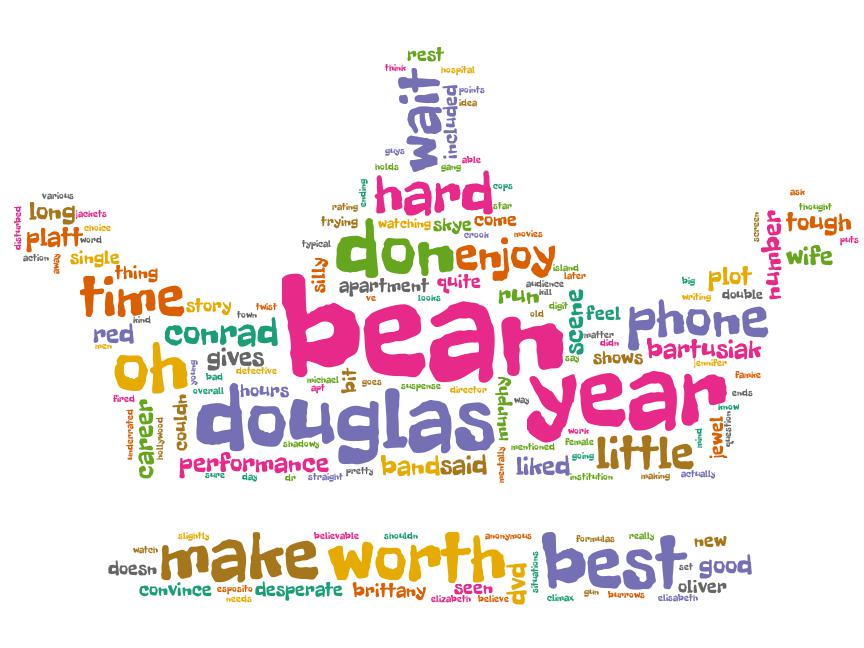 rest
think
hospital
wait
included
points
idea
guys
holds
gang
able
ending
hard
cops
star
rating
trying
watching
skye
come
crook
movies
typical
silly
don
enjoy
island
later
apartment
quite
audience
kill
ve
looks
run
old
digit
various
disturbed
long
jackets
platt
choice
word
action
away
single
thing
time
story
twist
town
kind
red
men
conrad
oh
gives
young
bad
detective
overall
hours
fired
underrated
career
hollywood
couldn
bean
scene
feel
matter
didn
say
shows
michael
apt
bit
goes
suspense
director
douglas
shadowy
murphy
way
year
performance
sure
day
dr
straight
pretty
band
said
mentally
mentioned
liked
work
female
going
institution
little
making
actually
mind
jewel
question
know
ends
ask
thought
screen
number
tough
puts
wife
big
plot
writing
double
phone
bartusiak
jennifer
famke
slightly
believable
shouldn
anonymous
formulas
really
new
watch
doesn
make
worth
dvd
situations
best
set
good
convince
esposito
needs
desperate
brittany
elizabeth
seen
believe
climax
gun
burrows
elisabeth
oliver